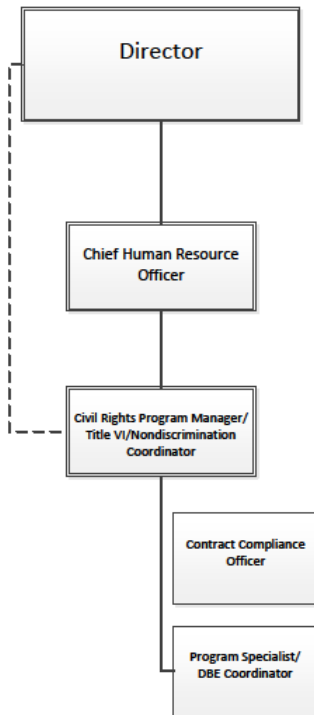 Director
Chief Human Resource
Officer
Civil Rights Program Manager/
Title VI/Nondiscrimination
Coordinator
Contract Compliance
Officer
Program Specialist/
DBE Coordinator